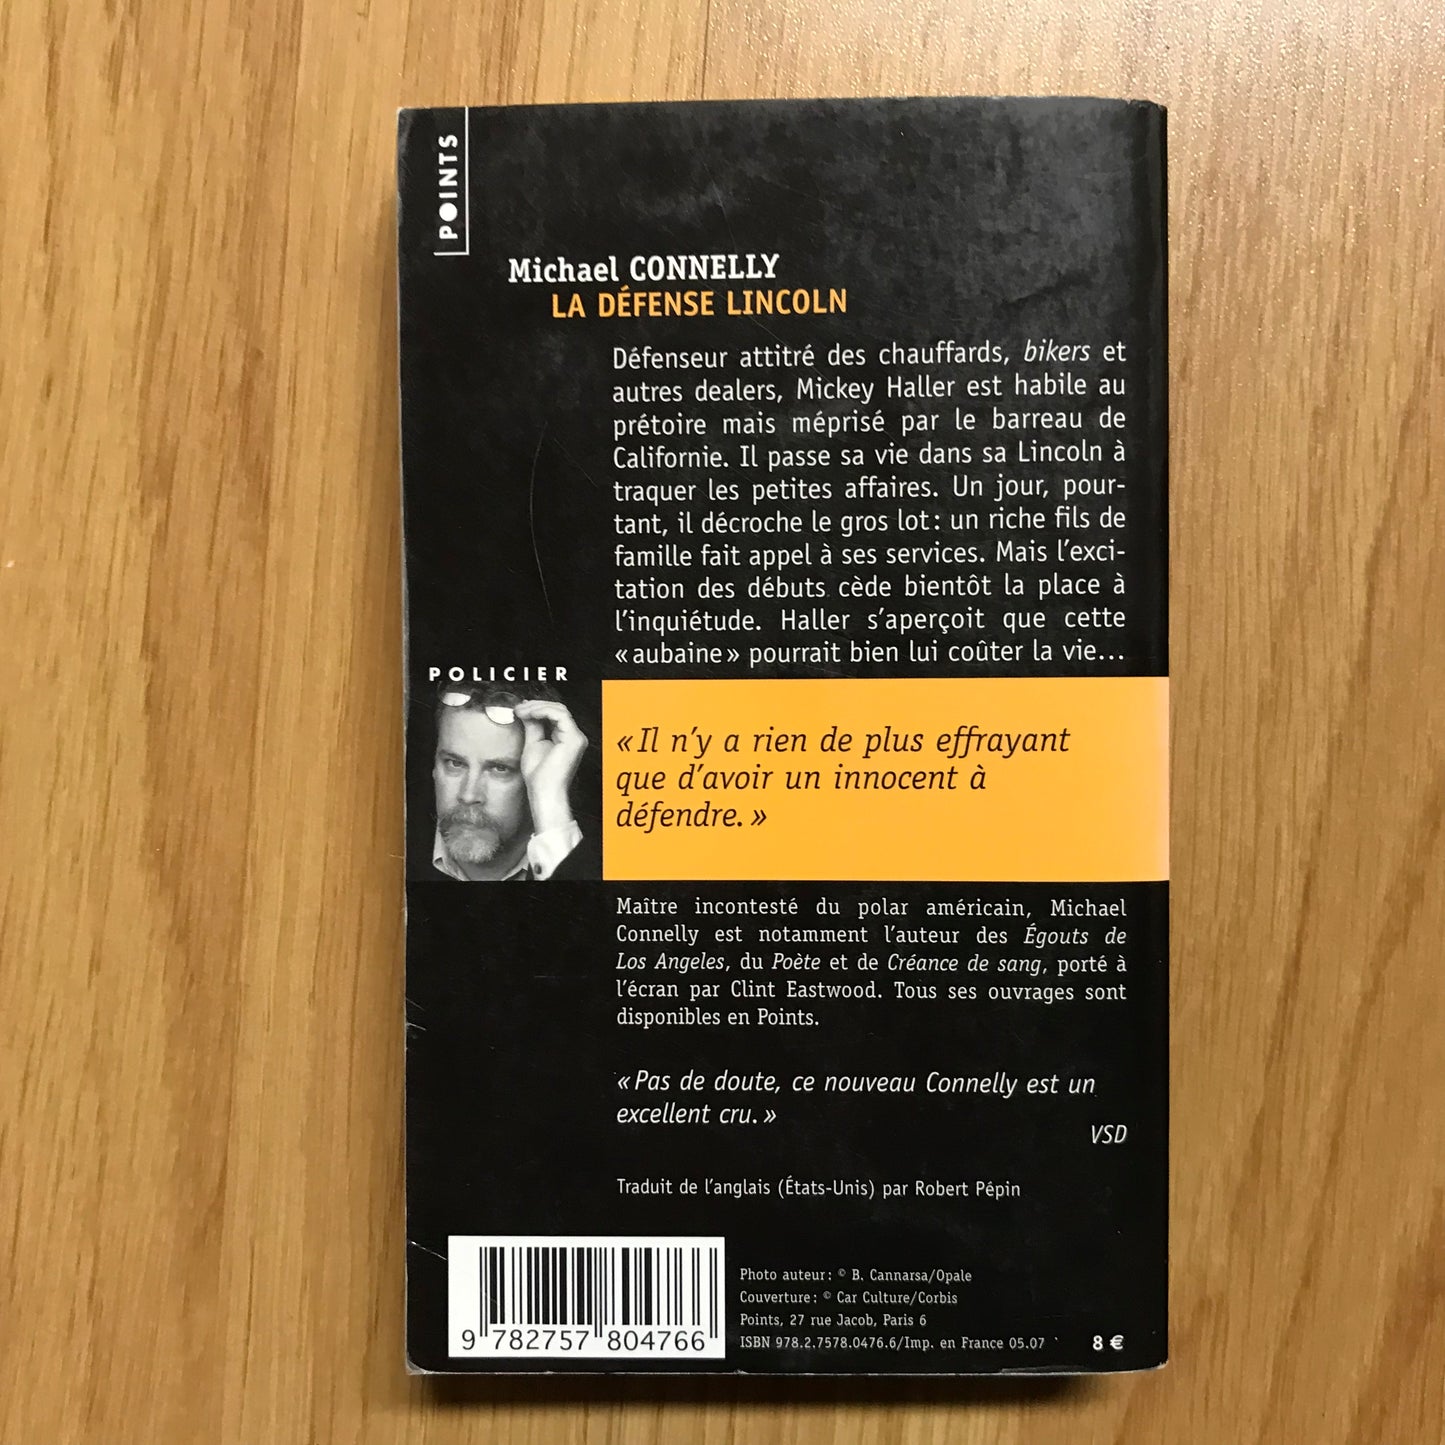 POINTS
Michael CONNELLY
LA DÉFENSE LINCOLN
Défenseur attitré des chauffards, bikers et
autres dealers, Mickey Haller est habile au
prétoire mais méprisé par le barreau de
Californie. Il passe sa vie dans sa Lincoln à
traquer les petites affaires. Un jour, pour-
tant, il décroche le gros lot : un riche fils de
famille fait appel à ses services. Mais l'exci-
tation des débuts cède bientôt la place à
l'inquiétude. Haller s'aperçoit que cette
« aubaine » pourrait bien lui coûter la vie...
POLICIER
« Il n'y a rien de plus effrayant
que d'avoir un innocent à
défendre. »
Maître incontesté du polar américain, Michael
Connelly est notamment l'auteur des Égouts de
Los Angeles, du Poète et de Créance de sang, porté à
l'écran par Clint Eastwood. Tous ses ouvrages sont
disponibles en Points.
« Pas de doute, ce nouveau Connelly est un
excellent cru. »
VSD
Traduit de l'anglais (États-Unis) par Robert Pépin
9 782757 804766
Photo auteur : © B. Cannarsa/Opale
Couverture : © Car Culture/Corbis
Points, 27 rue Jacob, Paris 6
ISBN 978.2.7578.0476.6/Imp. en France 05.07
8 €